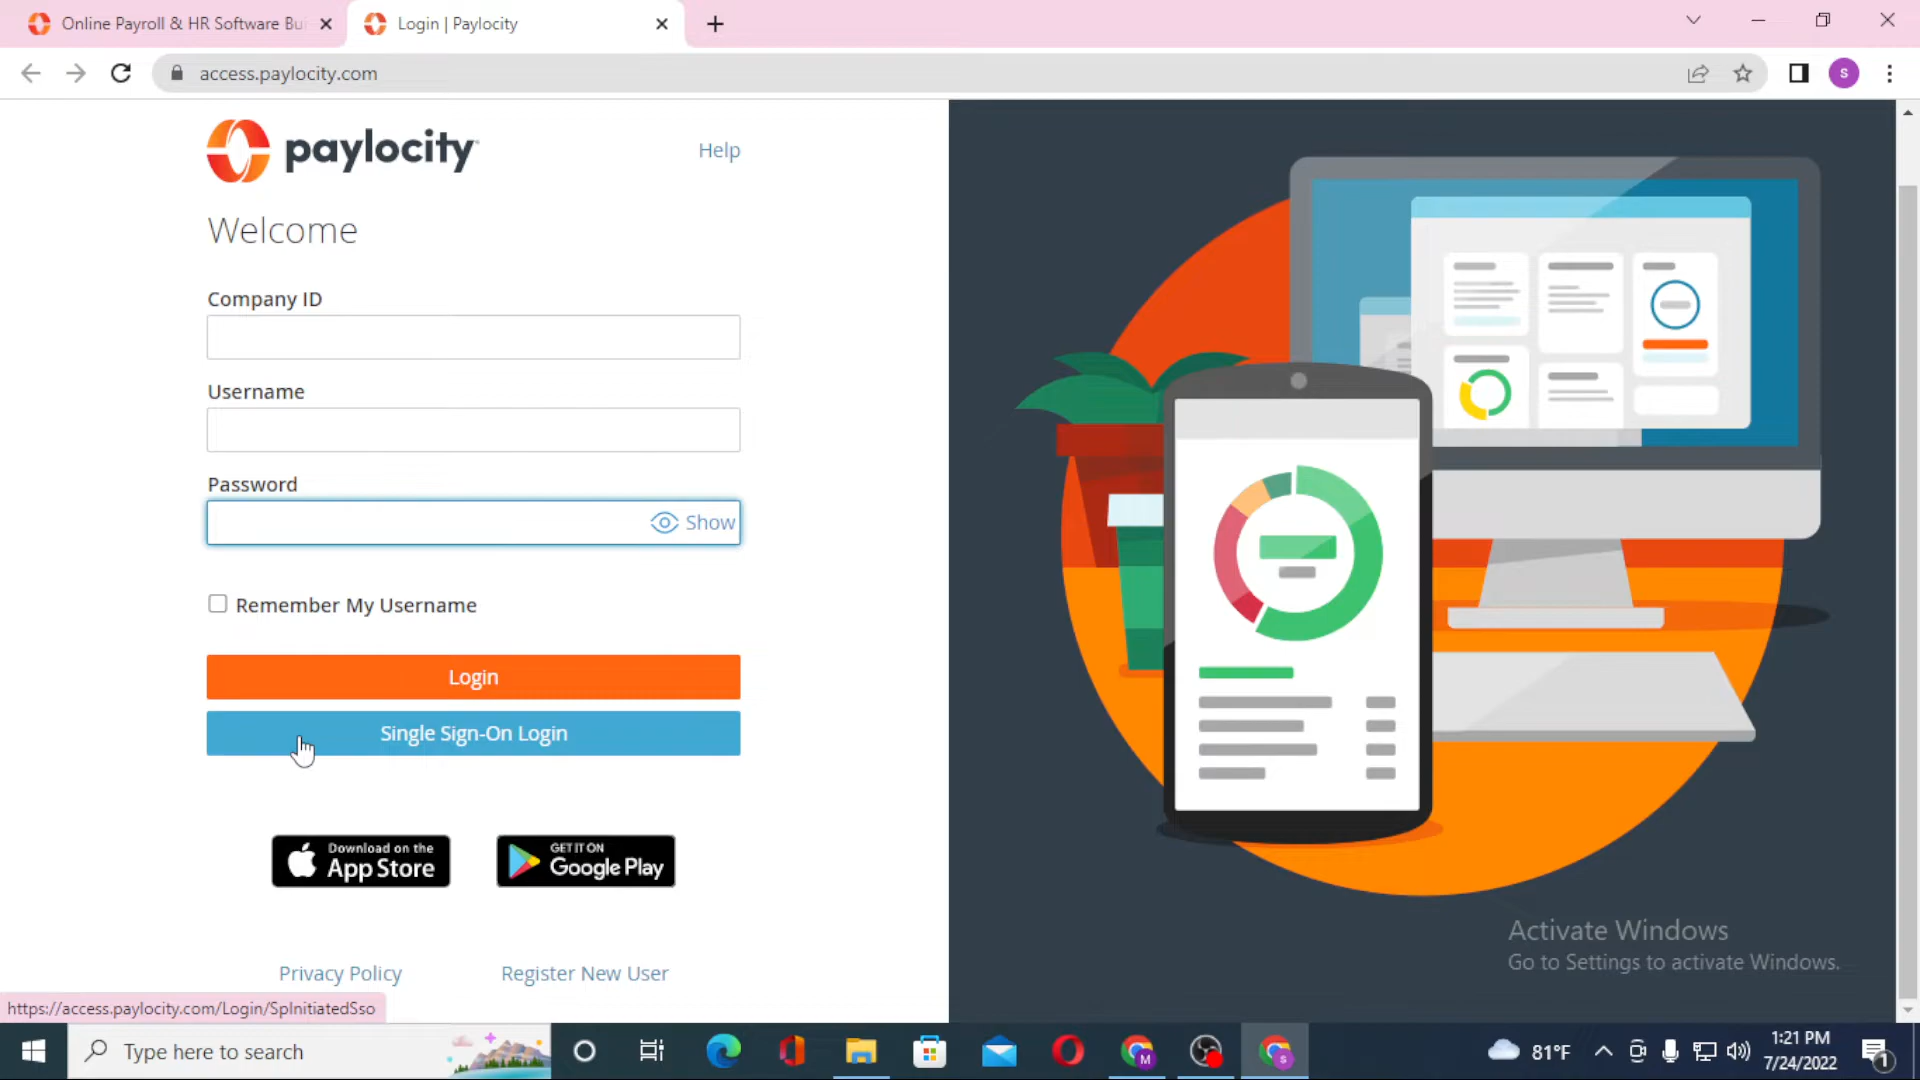 Online Payroll & HR Software Bu
Login | Paylocity
access.paylocity.com
S
paylocity
Help
Welcome
Company ID
Username
Password
Show
Remember My Username
Login
Single Sign-On Login
Download on the
App Store
GET IT ON
Google Play
Privacy Policy
Register New User
Activate Windows
Go to Settings to activate Windows.
https://access.paylocity.com/Login/SpInitiatedSso
Type here to search
M
S
81°F
1:21 PM
7/24/2022
1